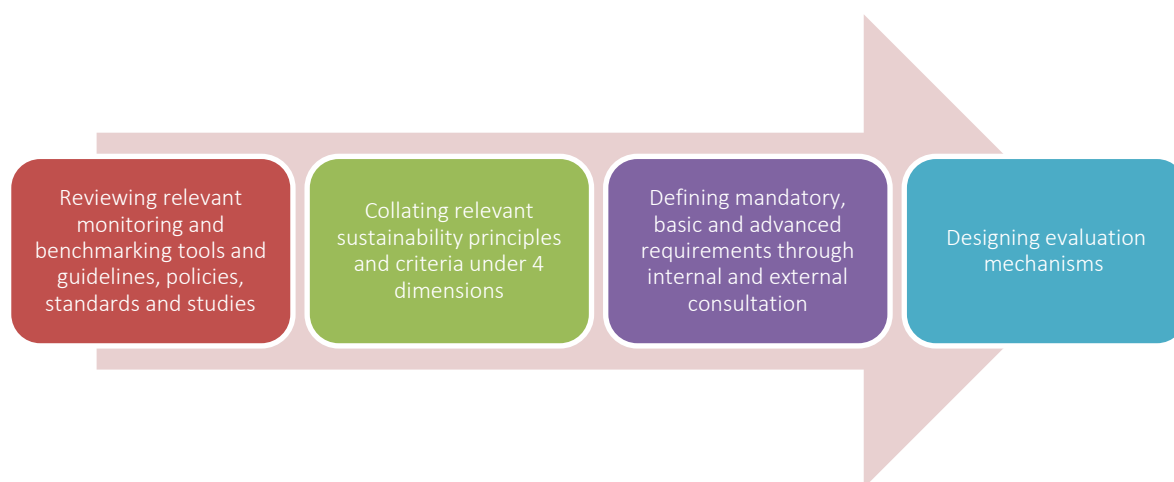 Reviewing relevant
monitoring and
benchmarking tools and
guidelines, policies,
standards and studies
Collating relevant
sustainability principles
and criteria under 4
dimensions
Defining mandatory,
basic and advanced
requirements through
internal and external
consultation
Designing evaluation
mechanisms